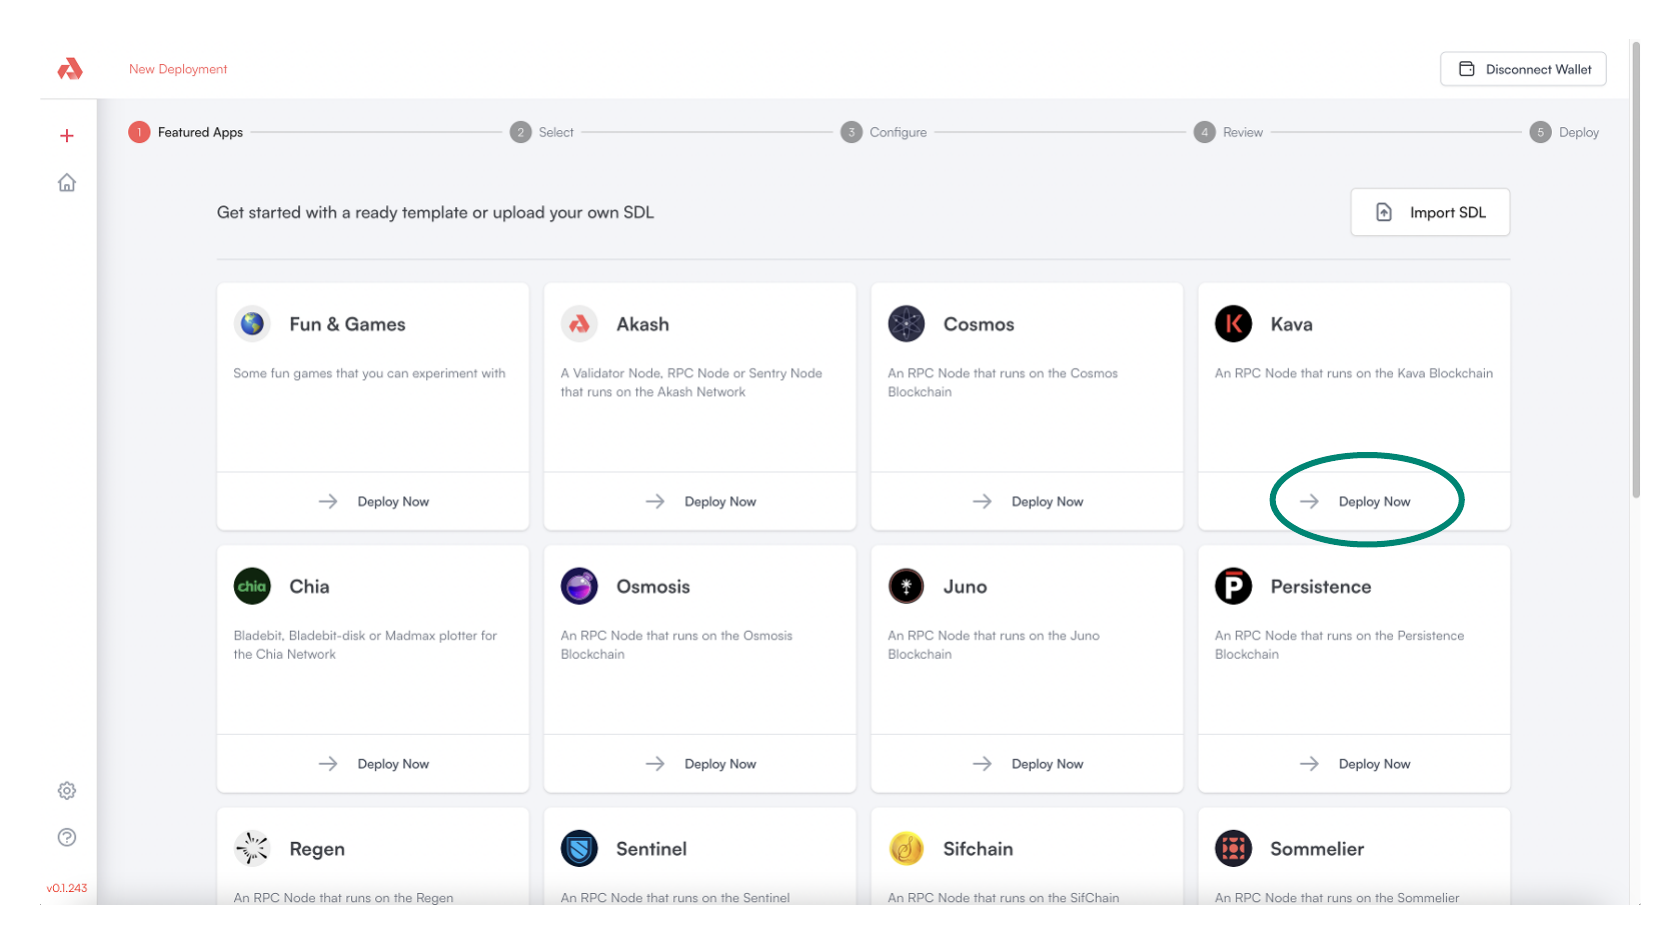 New Deployment
Disconnect Wallet
1 Featured Apps
2 Select
3 Configure
4 Review
5 Deploy
Get started with a ready template or upload your own SDL
Import SDL
Fun & Games
Some fun games that you can experiment with
Deploy Now
Akash
A Validator Node, RPC Node or Sentry Node
that runs on the Akash Network
Deploy Now
Cosmos
An RPC Node that runs on the Cosmos
Blockchain
Deploy Now
Kava
An RPC Node that runs on the Kava Blockchain
Deploy Now
chia
Chia
Bladebit, Bladebit-disk or Madmax plotter for
the Chia Network
Deploy Now
Osmosis
An RPC Node that runs on the Osmosis
Blockchain
Deploy Now
Juno
An RPC Node that runs on the Juno
Blockchain
Deploy Now
Persistence
An RPC Node that runs on the Persistence
Blockchain
Deploy Now
Regen
An RPC Node that runs on the Regen
Sentinel
An RPC Node that runs on the Sentinel
Sifchain
An RPC Node that runs on the SifChain
Sommelier
An RPC Node that runs on the Sommelier
v0.1.243